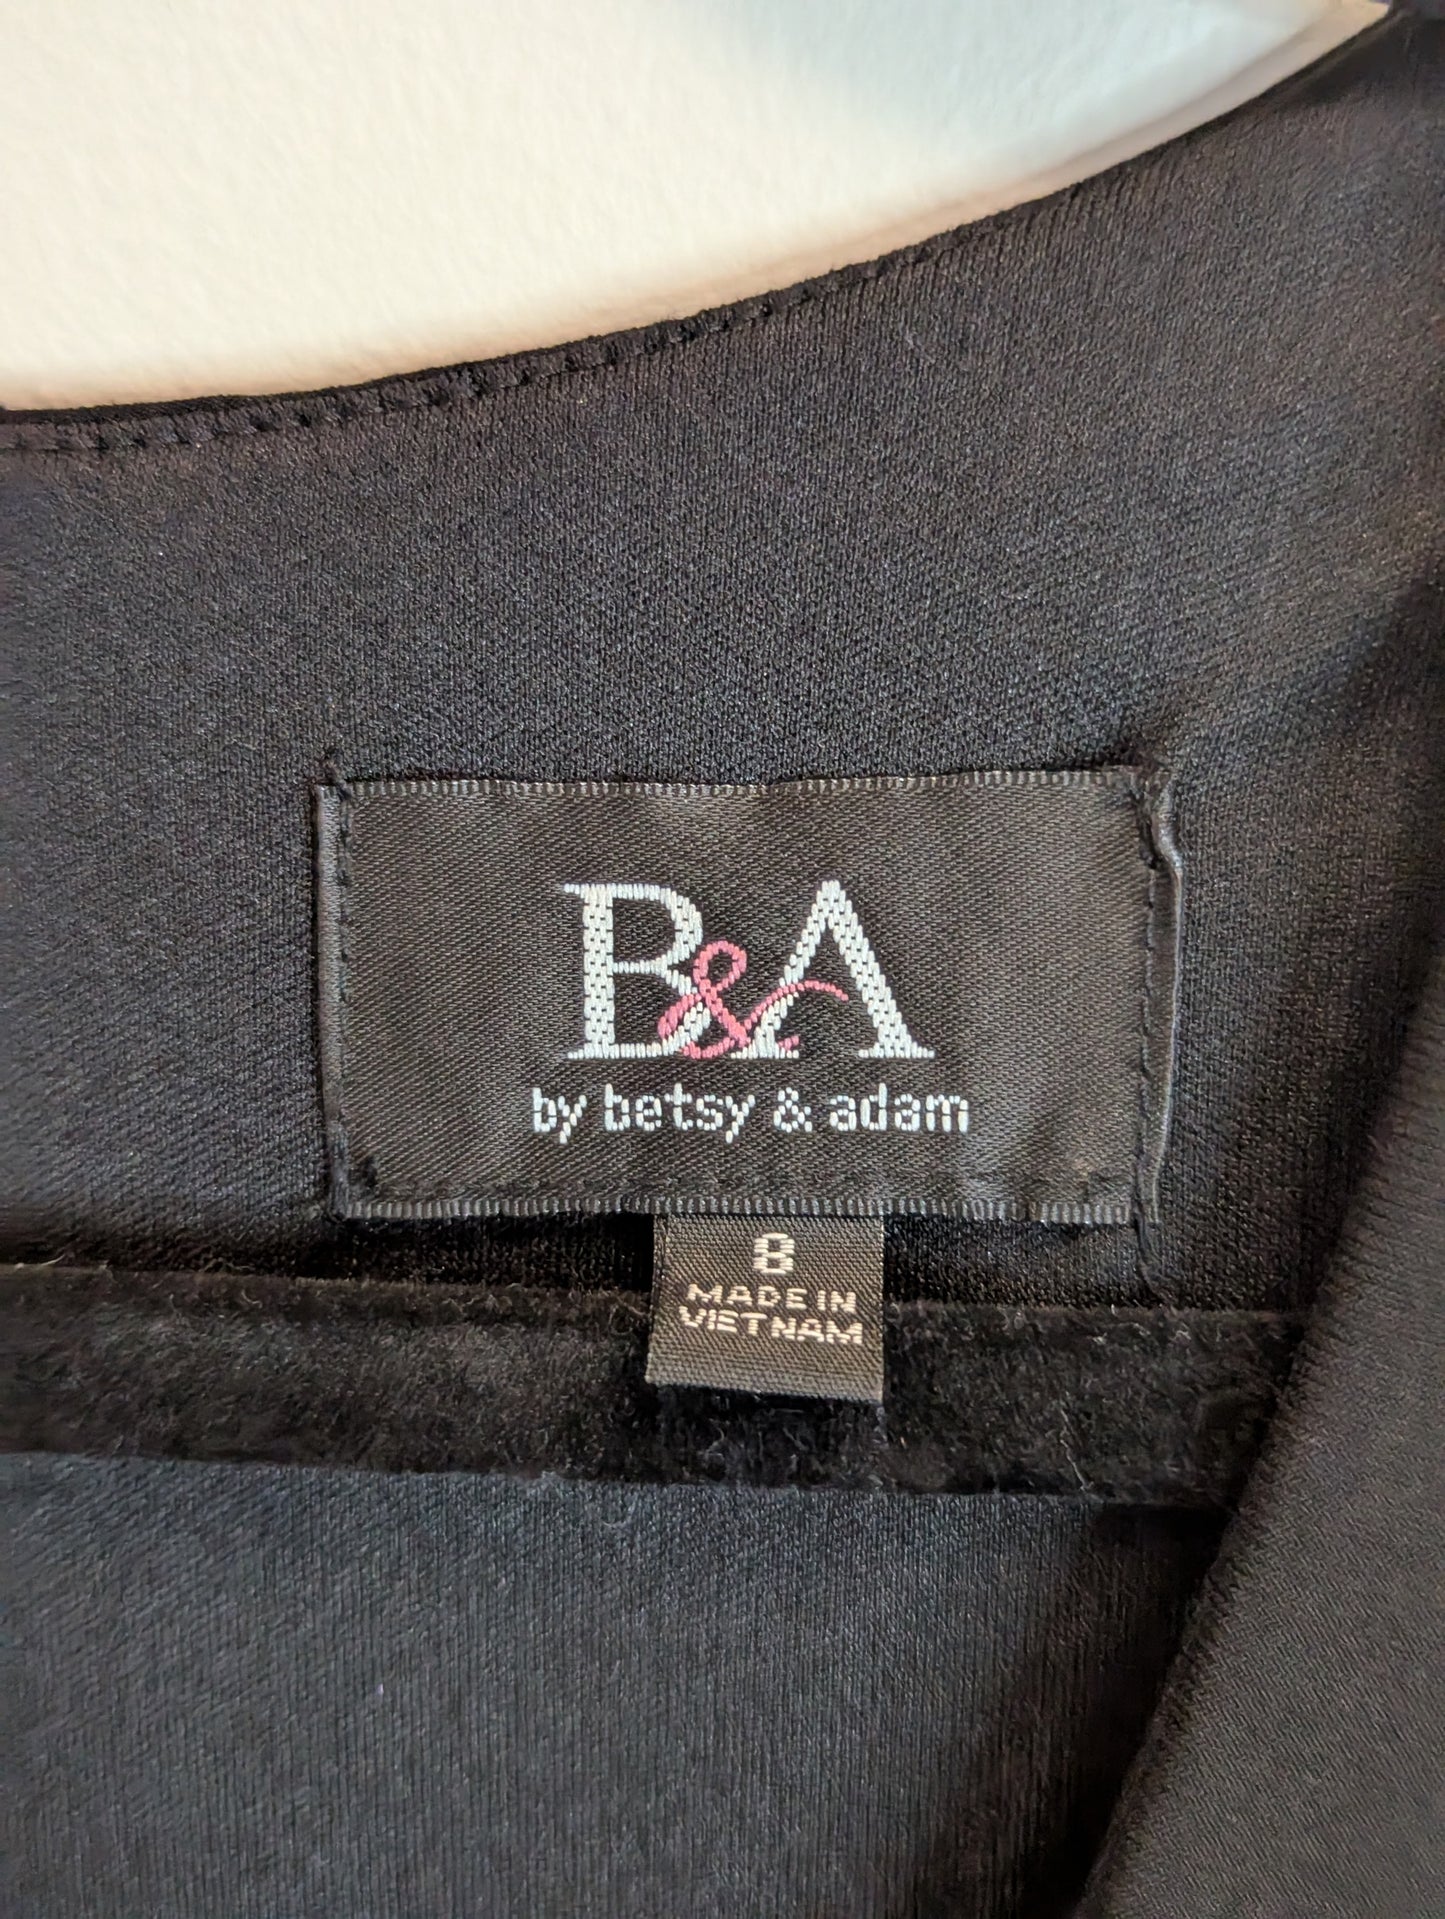 B&A
by betsy & adam
8
MADE IN
VIETNAM